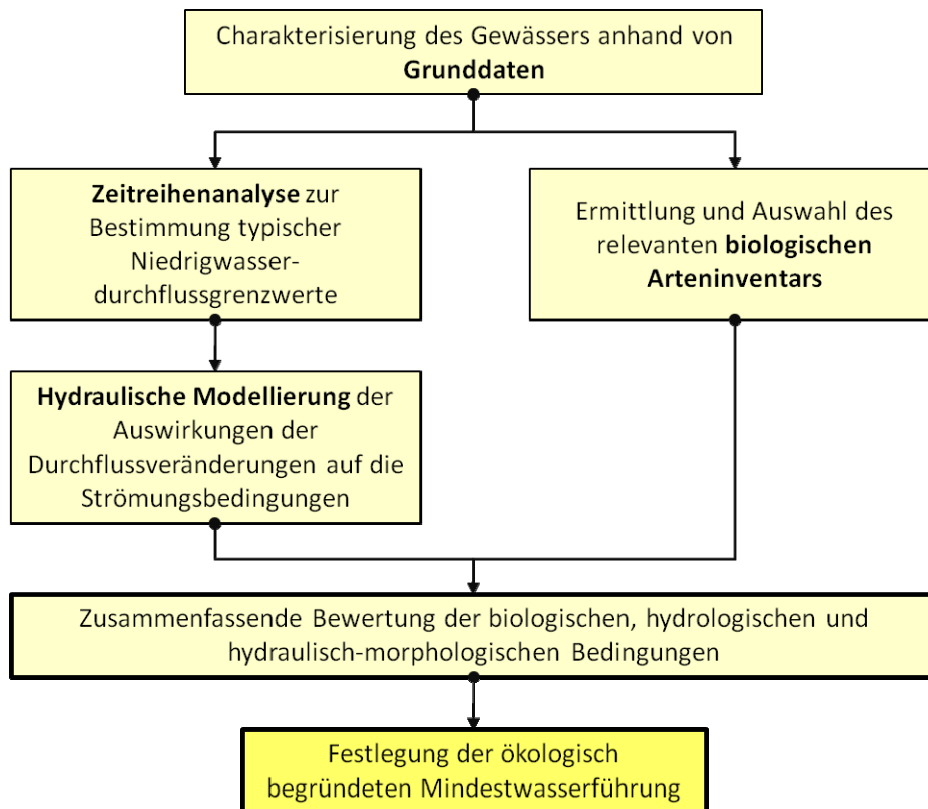 Charakterisierung des Gewässers anhand von
Grunddaten
Zeitreihenanalyse zur
Bestimmung typischer
Niedrigwasser-
durchflussgrenzwerte
Ermittlung und Auswahl des
relevanten biologischen
Arteninventars
Hydraulische Modellierung der
Auswirkungen der
Durchflussveränderungen auf die
Strömungsbedingungen
Zusammenfassende Bewertung der biologischen, hydrologischen und
hydraulisch-morphologischen Bedingungen
Festlegung der ökologisch
begründeten Mindestwasserführung